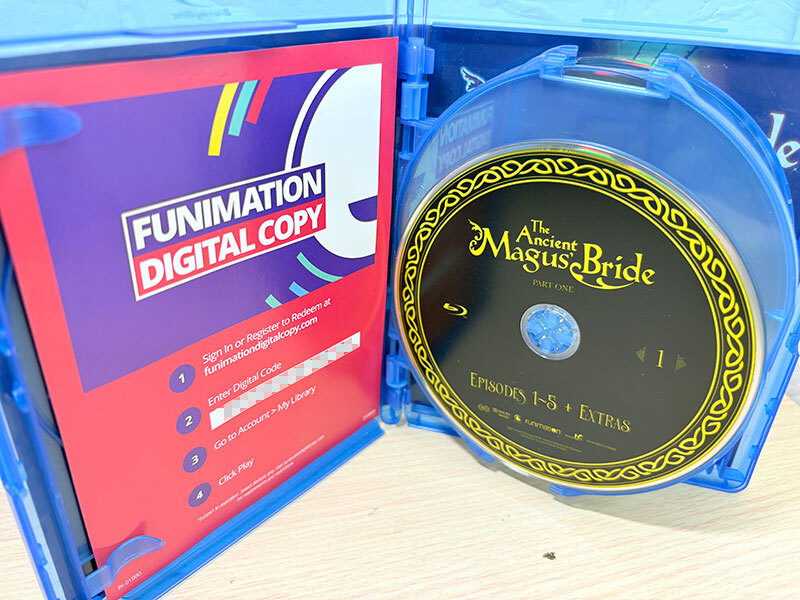 FUNIMATION
DIGITAL COPY
1
Sign In or Register to Redeem at
funimationdigitalcopy.com
2
Enter Digital Code
3
Go to Account > My Library
4
Click Play
The
Ancient
Magus' Bride
PART ONE
1
EPISODES 1~5 + EXTRAS
FUNIMATION
DIGITAL COPY